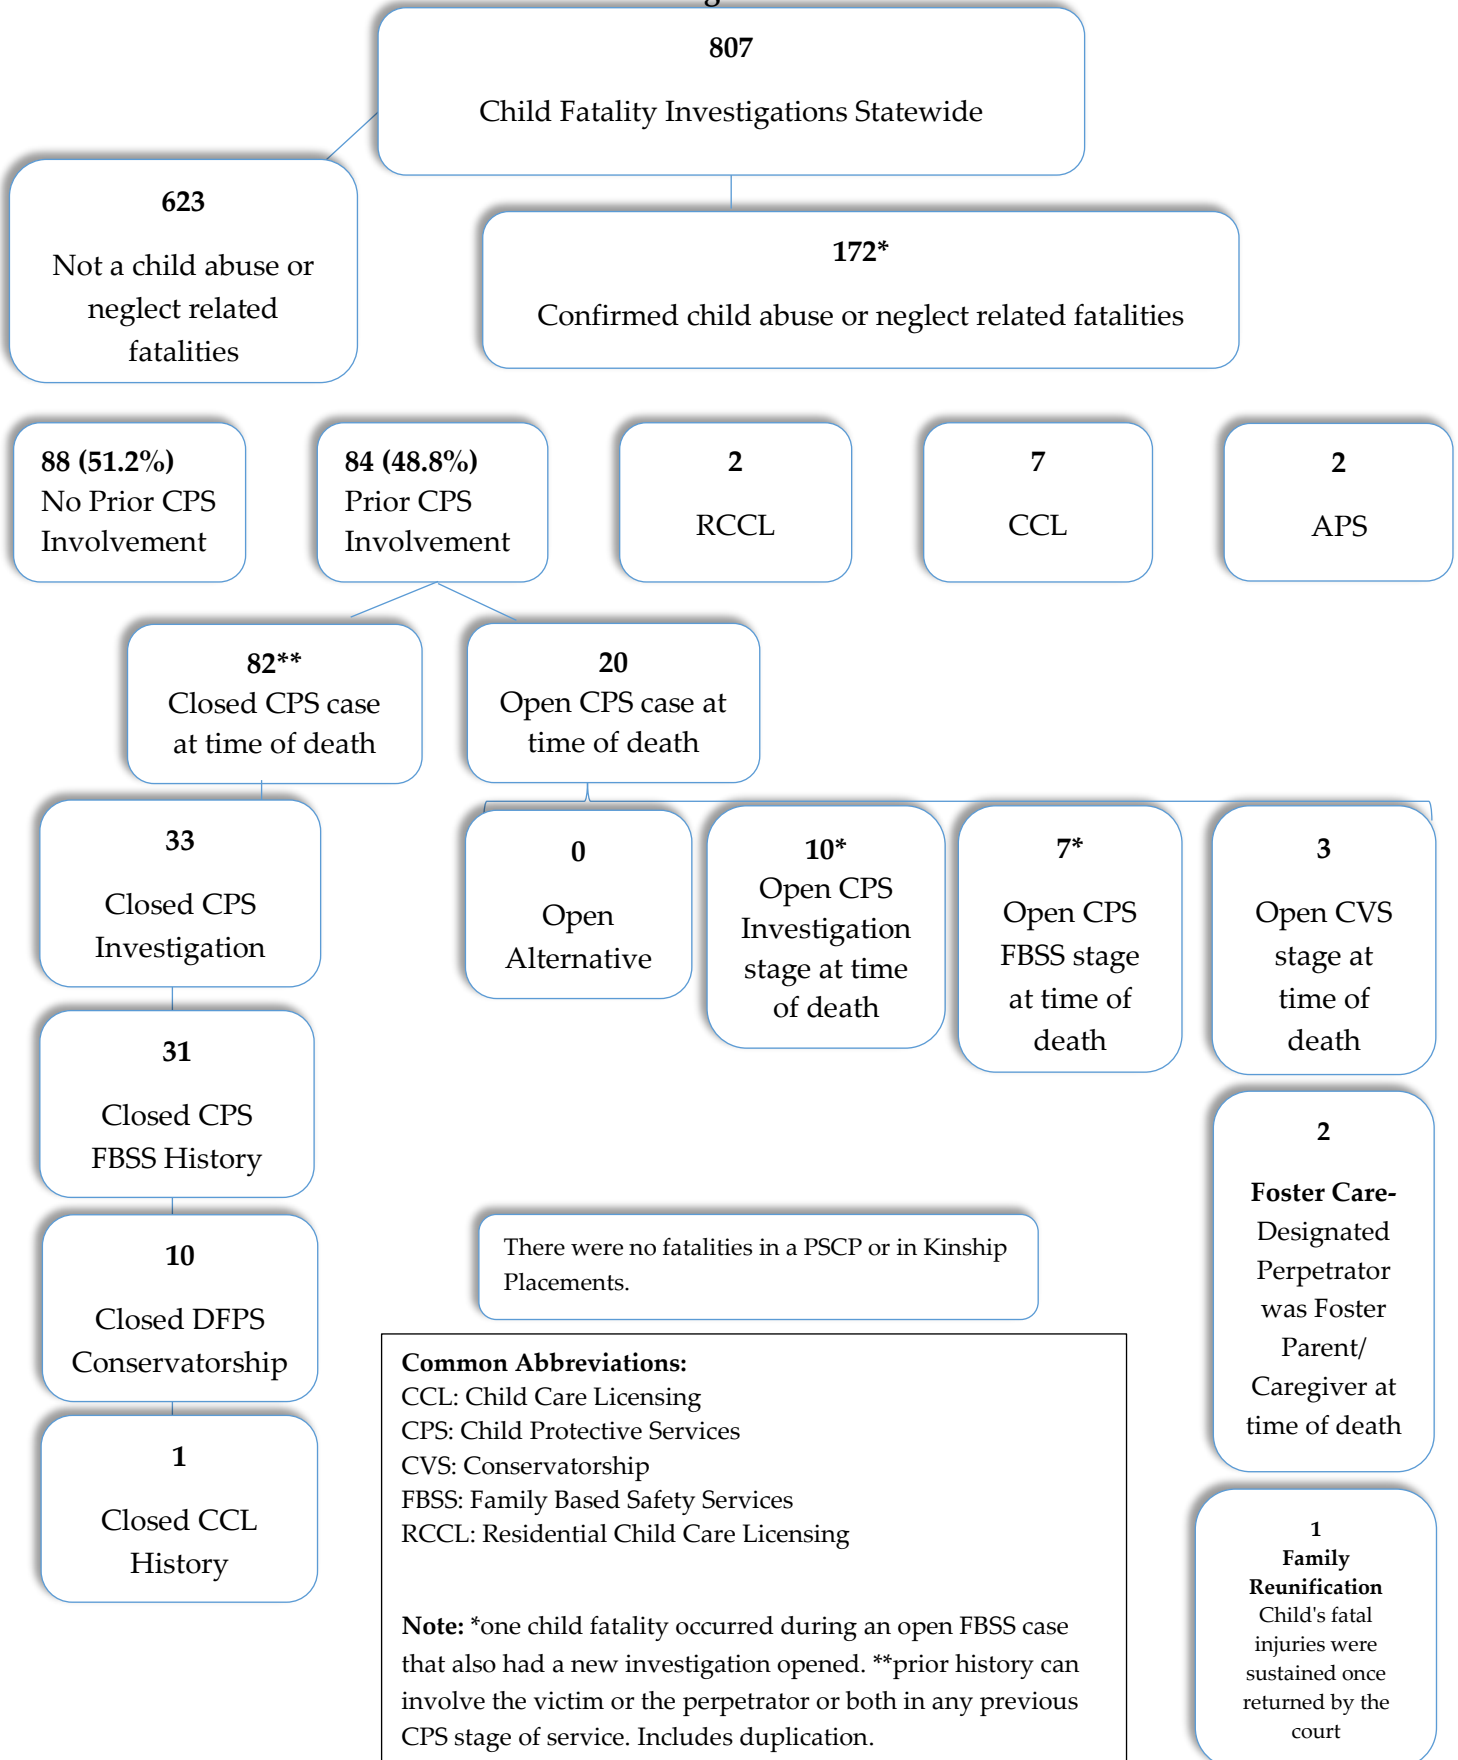 807
Child Fatality Investigations Statewide
623
Not a child abuse or
neglect related
fatalities
172*
Confirmed child abuse or neglect related fatalities
88 (51.2%)
No Prior CPS
Involvement
84 (48.8%)
Prior CPS
Involvement
2
RCCL
7
CCL
2
APS
82**
Closed CPS case
at time of death
20
Open CPS case at
time of death
33
Closed CPS
Investigation
0
Open
Alternative
10*
Open CPS
Investigation
stage at time
of death
7*
Open CPS
FBSS stage
at time of
death
3
Open CVS
stage at
time of
death
31
Closed CPS
FBSS History
2
Foster Care-
Designated
Perpetrator
was Foster
Parent/
Caregiver at
time of death
10
Closed DFPS
Conservatorship
There were no fatalities in a PSCP or in Kinship
Placements.
1
Closed CCL
History
Common Abbreviations:
CCL: Child Care Licensing
CPS: Child Protective Services
CVS: Conservatorship
FBSS: Family Based Safety Services
RCCL: Residential Child Care Licensing
Note: *one child fatality occurred during an open FBSS case
that also had a new investigation opened. **prior history can
involve the victim or the perpetrator or both in any previous
CPS stage of service. Includes duplication.
1
Family
Reunification
Child's fatal
injuries were
sustained once
returned by the
court